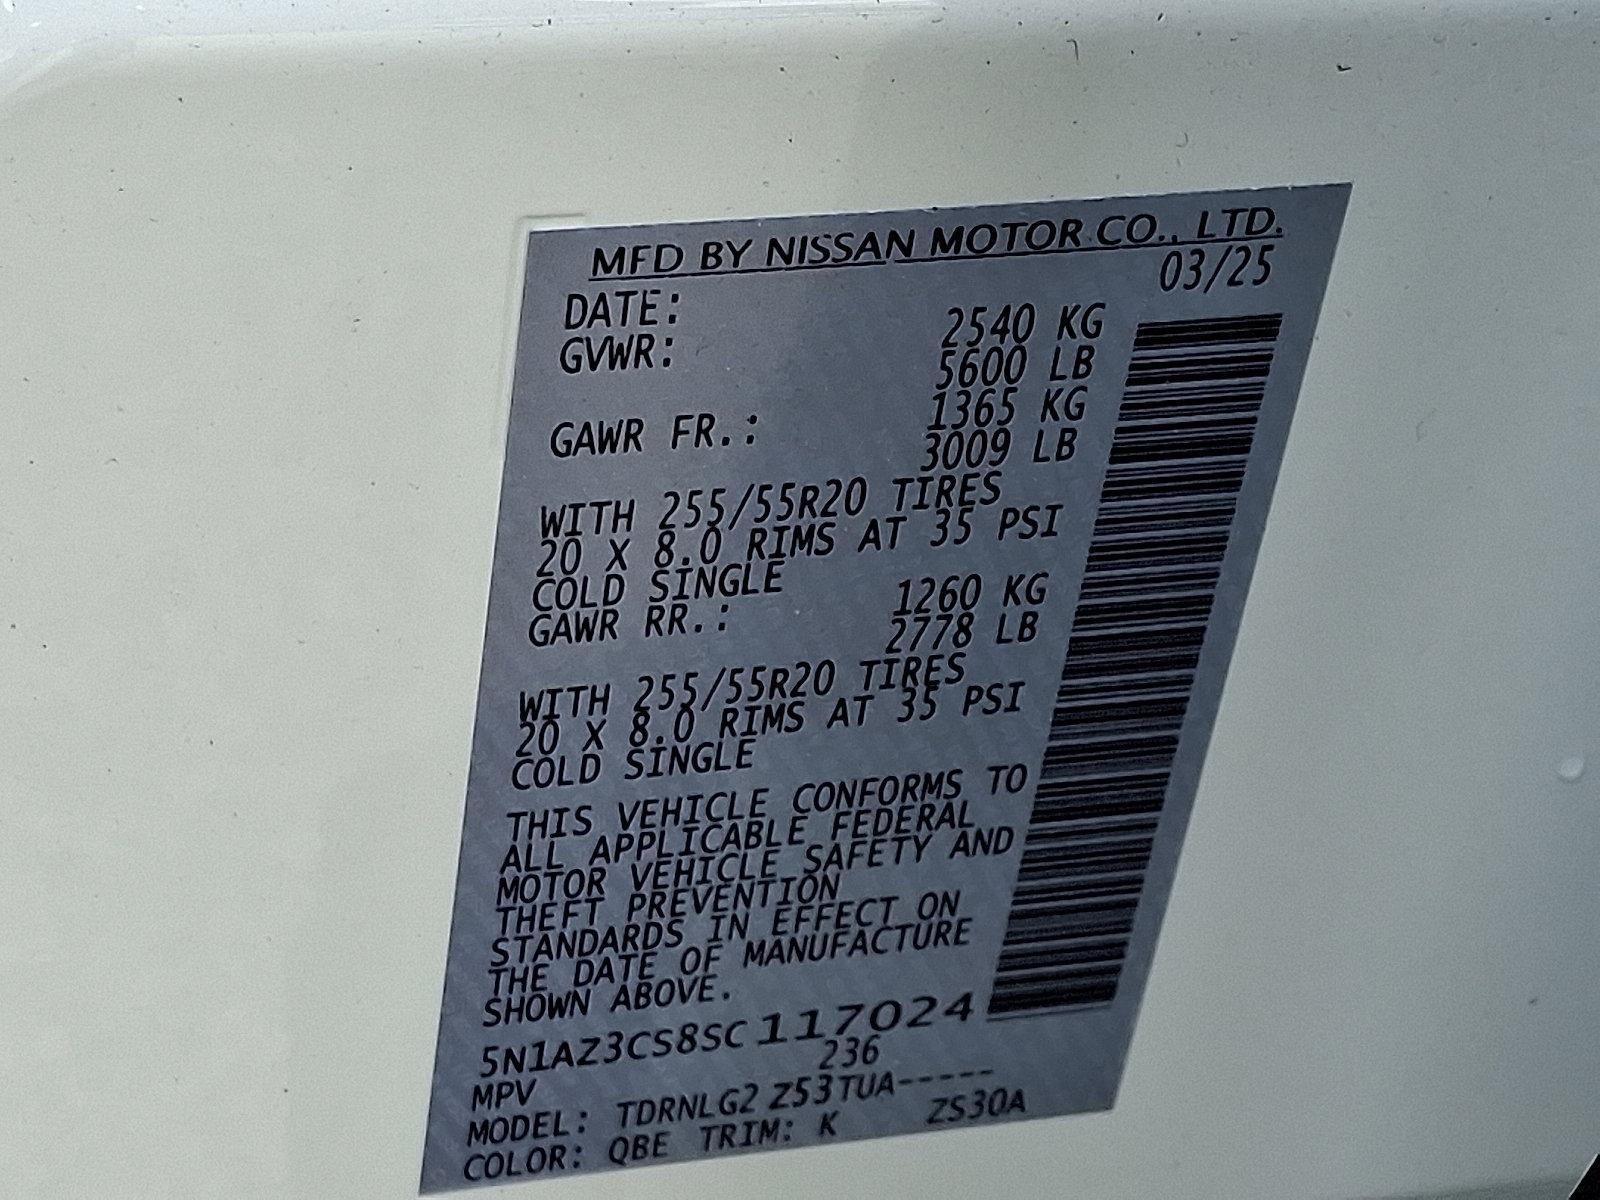 MFD BY NISSAN MOTOR CO., LTD.
DATE: 03/25
GVWR: 2540 KG
5600 LB
GAWR FR.: 1365 KG
3009 LB
WITH 255/55R20 TIRES
20 X 8.0 RIMS AT 35 PSI
COLD SINGLE
GAWR RR.: 1260 KG
2778 LB
WITH 255/55R20 TIRES
20 X 8.0 RIMS AT 35 PSI
COLD SINGLE
THIS VEHICLE CONFORMS TO
ALL APPLICABLE FEDERAL
MOTOR VEHICLE SAFETY AND
THEFT PREVENTION
STANDARDS IN EFFECT ON
THE DATE OF MANUFACTURE
SHOWN ABOVE.
5N1AZ3CS8SC117024
MPV 236
MODEL: TDRNLG2 Z53TUA-----
COLOR: QBE TRIM: K ZS30A